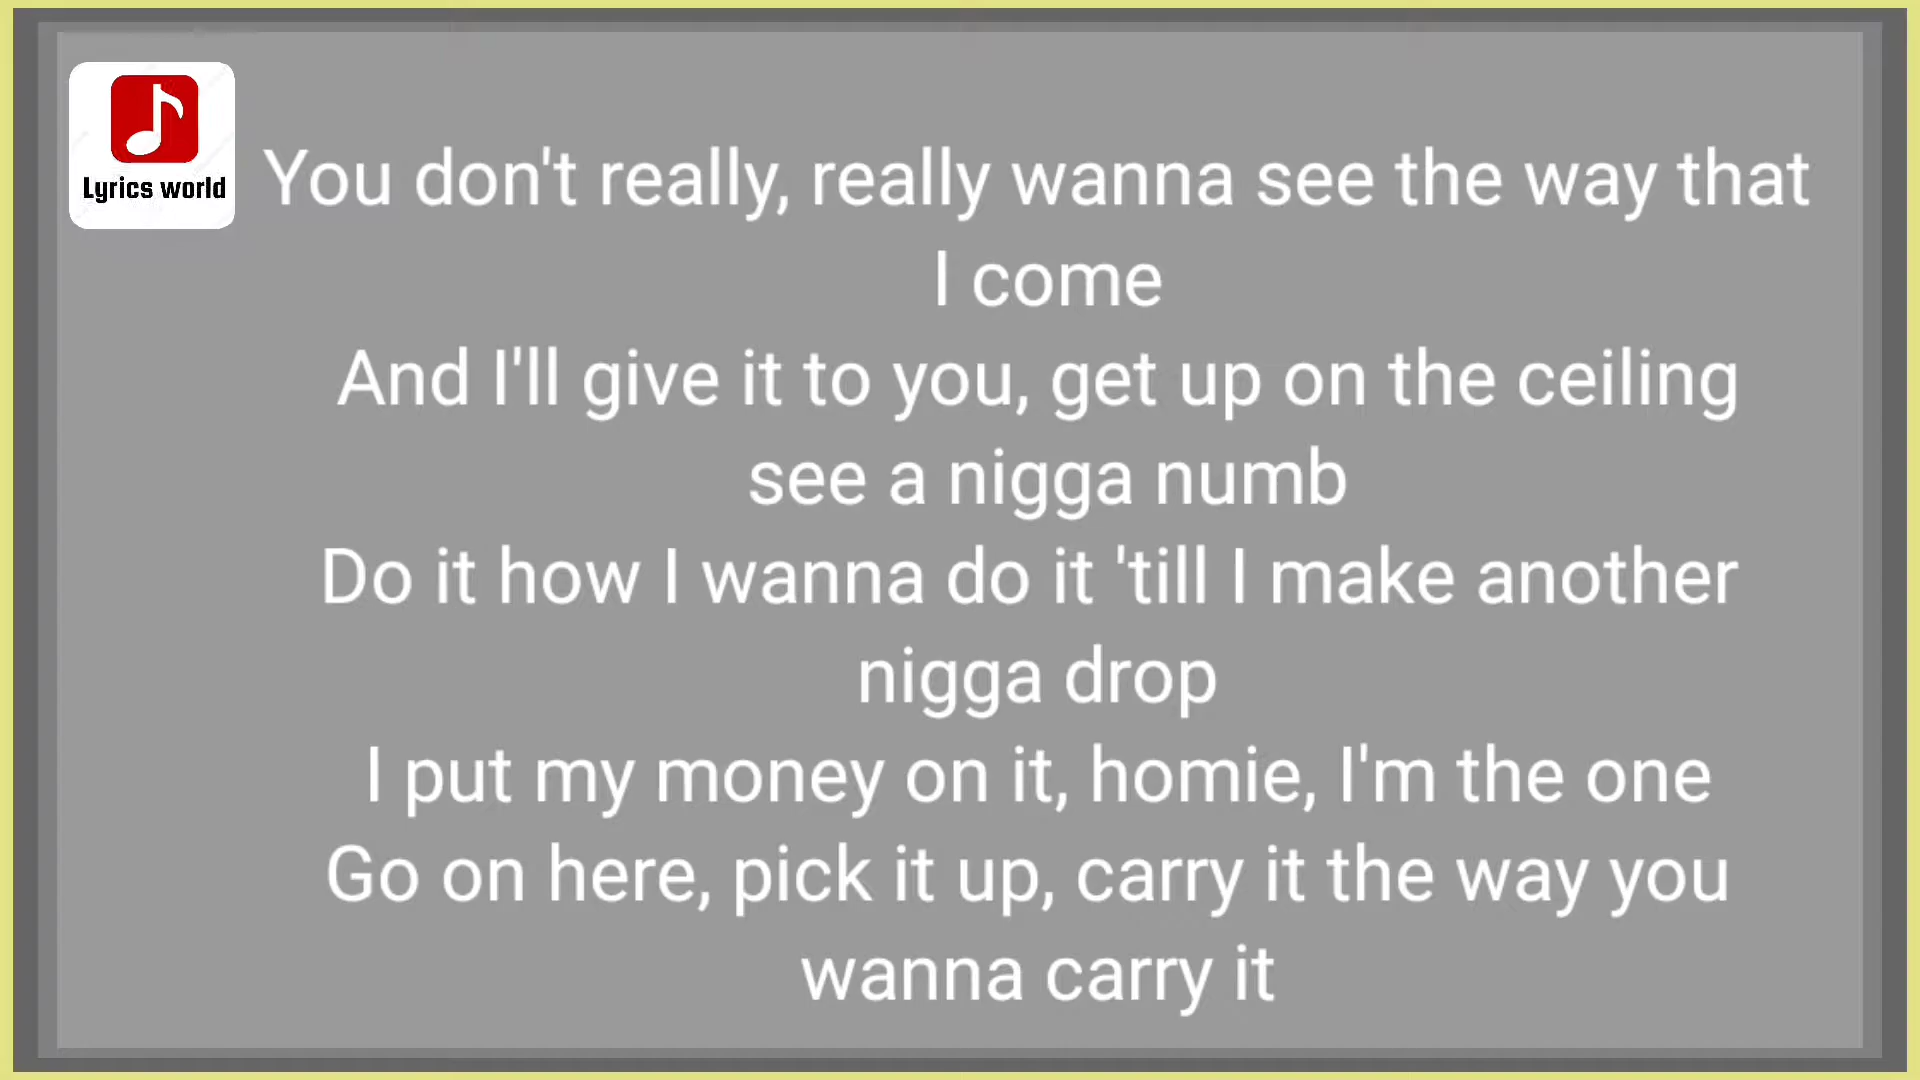 Lyrics world
You don't really, really wanna see the way that
I come
And I'll give it to you, get up on the ceiling
see a nigga numb
Do it how I wanna do it 'till I make another
nigga drop
I put my money on it, homie, I'm the one
Go on here, pick it up, carry it the way you
wanna carry it